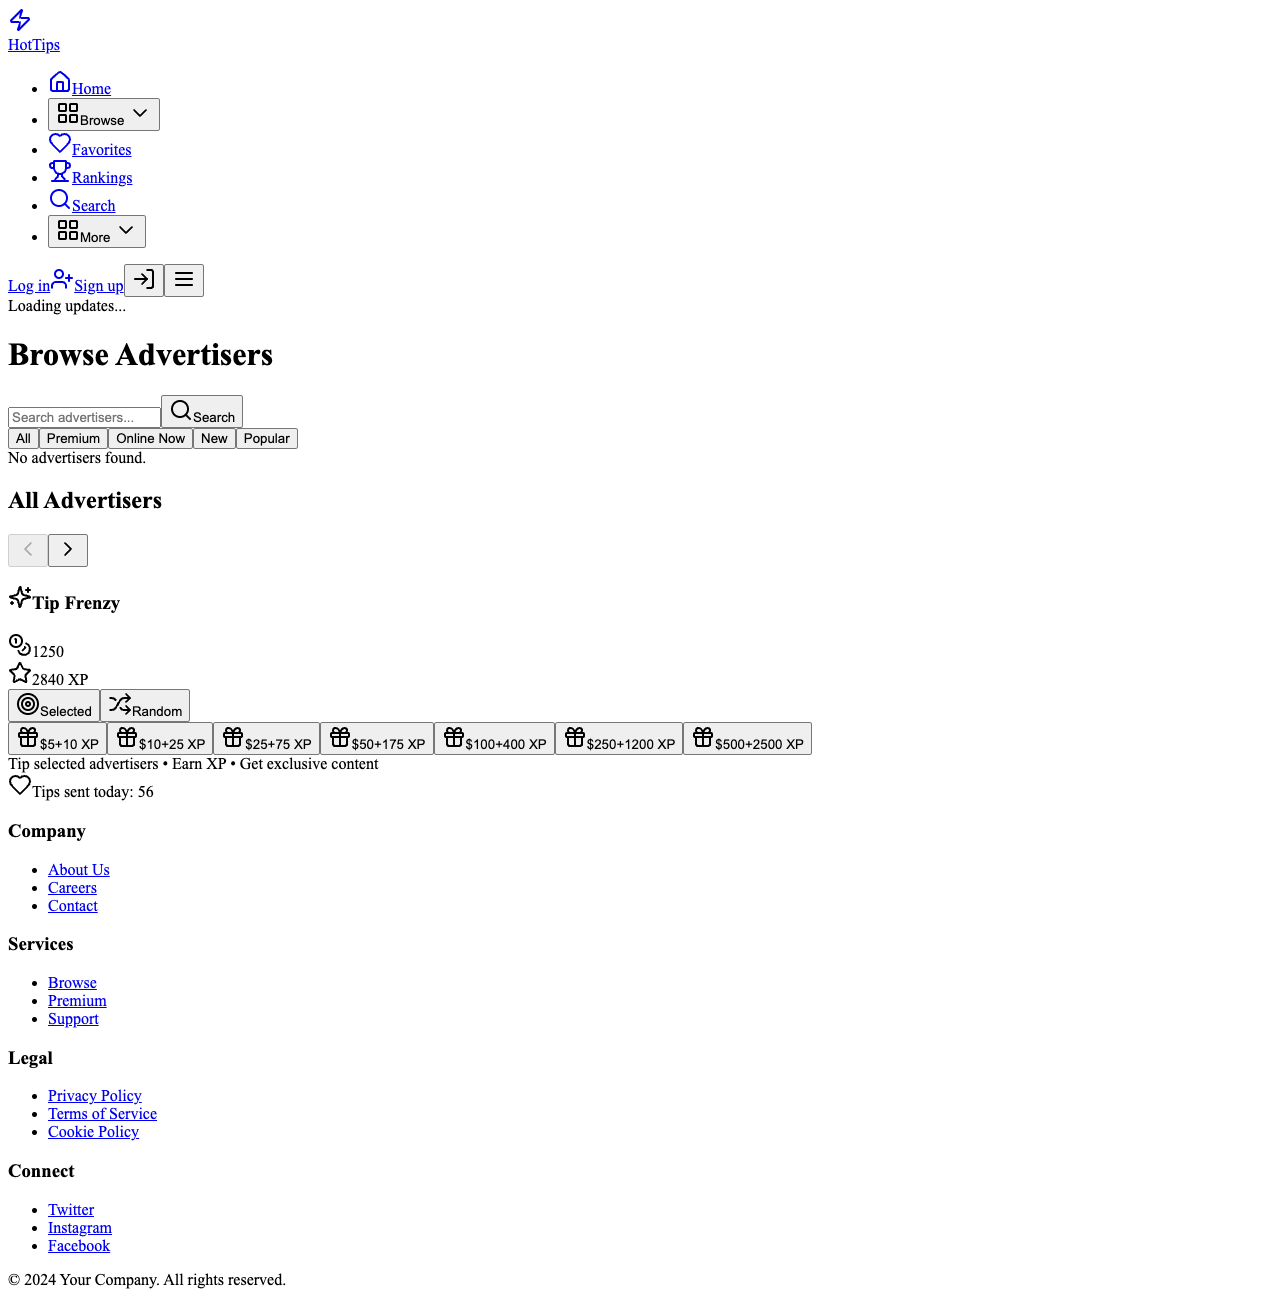 HotTips
Home
Browse
Favorites
Rankings
Search
More
Log in Sign up
Loading updates...
Browse Advertisers
Search advertisers... Search
All Premium Online Now New Popular
No advertisers found.
All Advertisers
Tip Frenzy
1250
2840 XP
Selected Random
$5+10 XP $10+25 XP $25+75 XP $50+175 XP $100+400 XP $250+1200 XP $500+2500 XP
Tip selected advertisers • Earn XP • Get exclusive content
Tips sent today: 56
Company
About Us
Careers
Contact
Services
Browse
Premium
Support
Legal
Privacy Policy
Terms of Service
Cookie Policy
Connect
Twitter
Instagram
Facebook
© 2024 Your Company. All rights reserved.